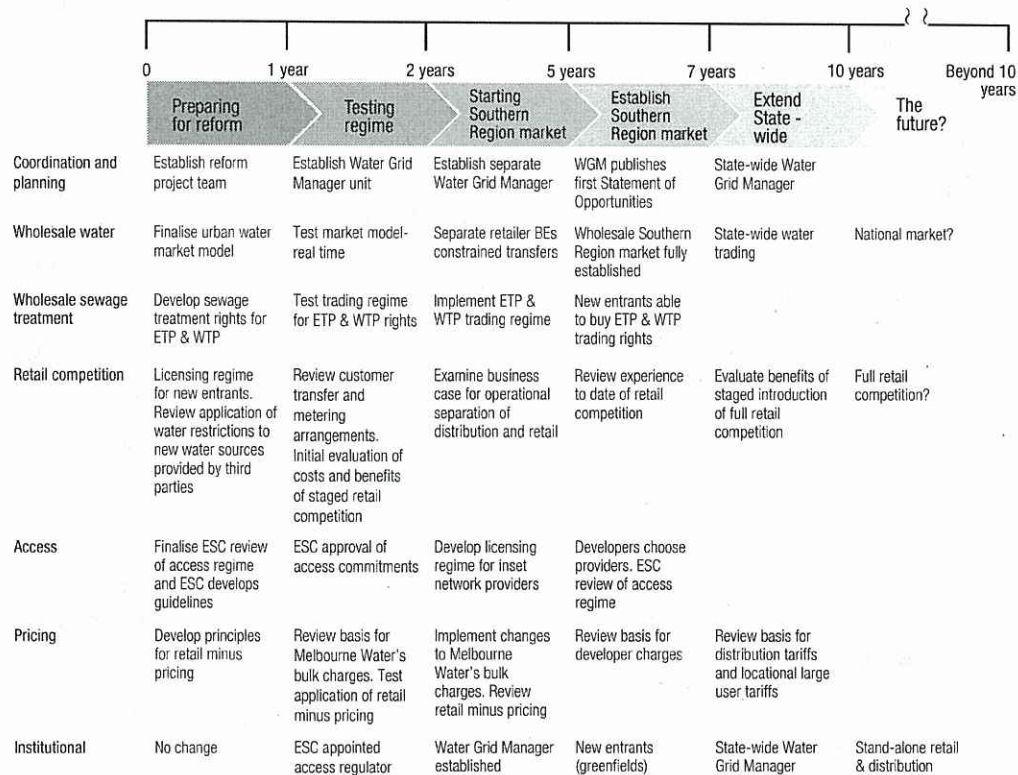 0
1 year
2 years
5 years
7 years
10 years
Beyond 10
years
Preparing
for reform
Testing
regime
Starting
Southern
Region market
Establish
Southern
Region market
Extend
State -
wide
The
future?
Coordination and
planning
Establish reform
project team
Establish Water Grid
Manager unit
Establish separate
Water Grid Manager
WGM publishes
first Statement of
Opportunities
State-wide Water
Grid Manager
Wholesale water
Finalise urban water
market model
Test market model-
real time
Separate retailer BEs
constrained transfers
Wholesale Southern
Region market fully
established
State-wide water
trading
National market?
Wholesale sewage
treatment
Develop sewage
treatment rights for
ETP & WTP
Test trading regime
for ETP & WTP rights
Implement ETP &
WTP trading regime
New entrants able
to buy ETP & WTP
trading rights
Retail competition
Licensing regime
for new entrants.
Review application of
water restrictions to
new water sources
provided by third
parties
Review customer
transfer and
metering
arrangements.
Initial evaluation of
costs and benefits
of staged retail
competition
Examine business
case for operational
separation of
distribution and retail
Review experience
to date of retail
competition
Evaluate benefits of
staged introduction
of full retail
competition
Full retail
competition?
Access
Finalise ESC review
of access regime
and ESC develops
guidelines
ESC approval of
access commitments
Develop licensing
regime for inset
network providers
Developers choose
providers. ESC
review of access
regime
Pricing
Develop principles
for retail minus
pricing
Review basis for
Melbourne Water's
bulk charges. Test
application of retail
minus pricing
Implement changes
to Melbourne
Water's bulk
charges. Review
retail minus pricing
Review basis for
developer charges
Review basis for
distribution tariffs
and locational large
user tariffs
Institutional
No change
ESC appointed
access regulator
Water Grid Manager
established
New entrants
(greenfields)
State-wide Water
Grid Manager
Stand-alone retail
& distribution